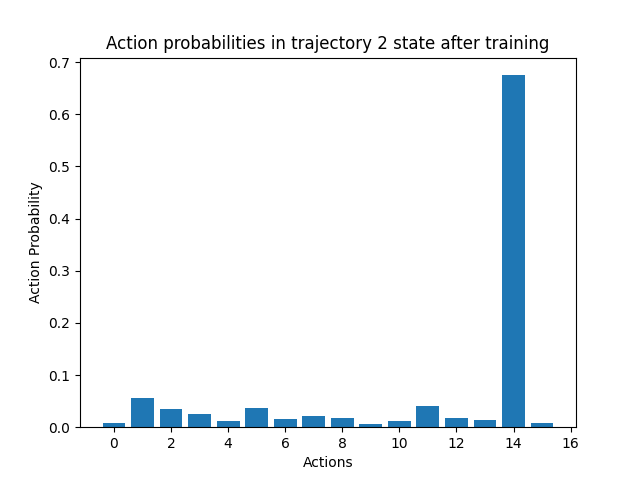 Action probabilities in trajectory 2 state after training
0.7
0.6
0.5
0.4
0.3
0.2
0.1
0.0
Action Probability
0 2 4 6 8 10 12 14 16
Actions